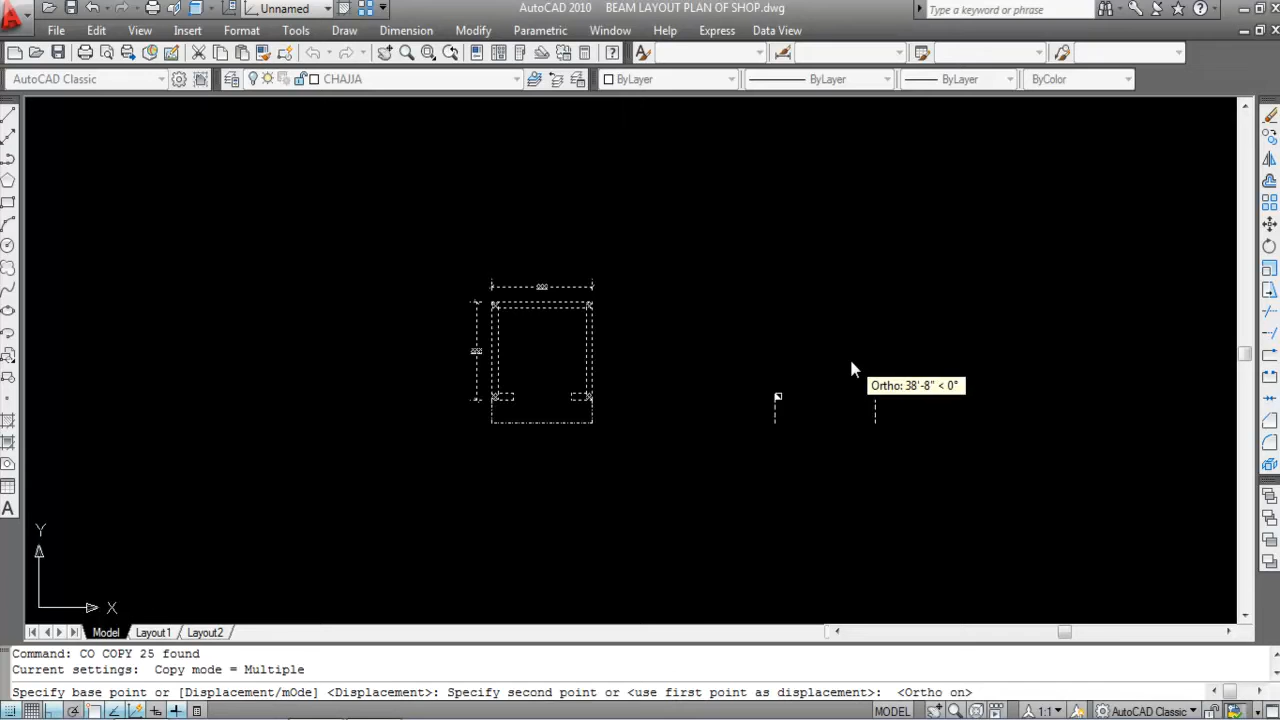 AutoCAD 2010 BEAM LAYOUT PLAN OF SHOP.dwg
Unnamed
Type a keyword or phrase
File Edit View Insert Format Tools Draw Dimension Modify Parametric Window Help Express Data View
AutoCAD Classic
CHAJJA
ByLayer
ByLayer
ByLayer
ByColor
Ortho: 38'-8" < 0°
Y
X
A
Model Layout1 Layout2
Command: CO COPY 25 found
Current settings: Copy mode = Multiple
Specify base point or [Displacement/mOde] <Displacement>: Specify second point or <use first point as displacement>: <Ortho on>
MODEL
1:1
AutoCAD Classic